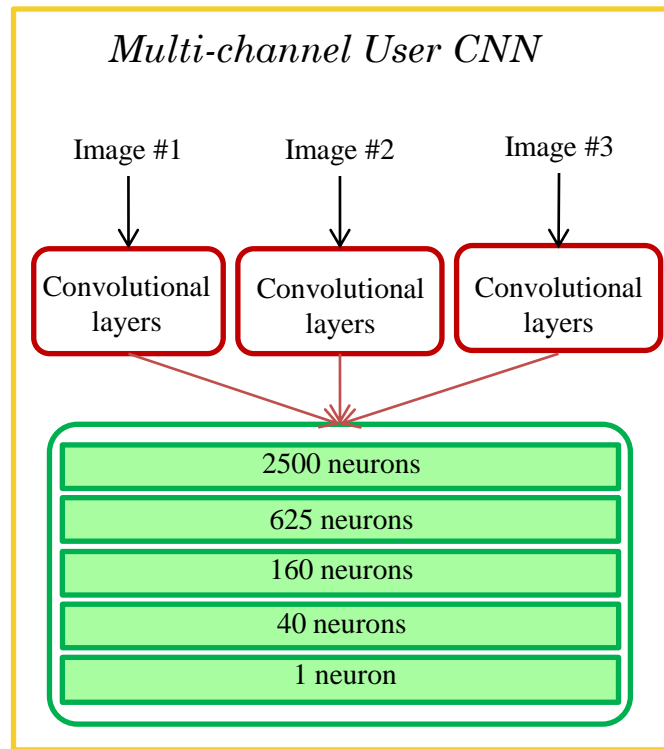 Multi-channel User CNN
Image #1 Image #2 Image #3
Convolutional
layers
Convolutional
layers
Convolutional
layers
2500 neurons
625 neurons
160 neurons
40 neurons
1 neuron